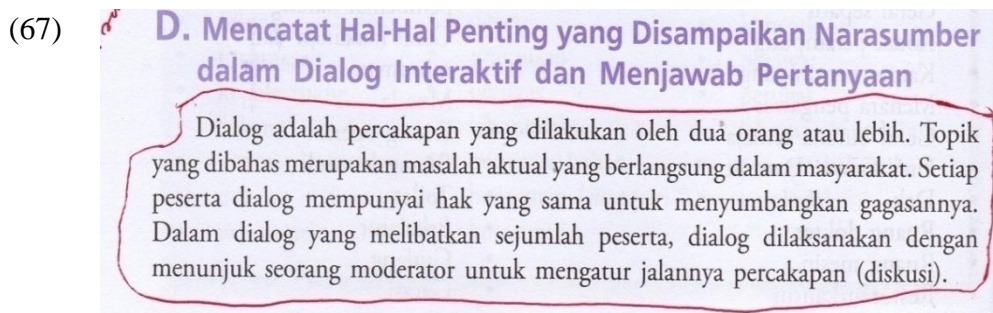 (67)
D. Mencatat Hal-Hal Penting yang Disampaikan Narasumber
dalam Dialog Interaktif dan Menjawab Pertanyaan
Dialog adalah percakapan yang dilakukan oleh dua orang atau lebih. Topik
yang dibahas merupakan masalah aktual yang berlangsung dalam masyarakat. Setiap
peserta dialog mempunyai hak yang sama untuk menyumbangkan gagasannya.
Dalam dialog yang melibatkan sejumlah peserta, dialog dilaksanakan dengan
menunjuk seorang moderator untuk mengatur jalannya percakapan (diskusi).